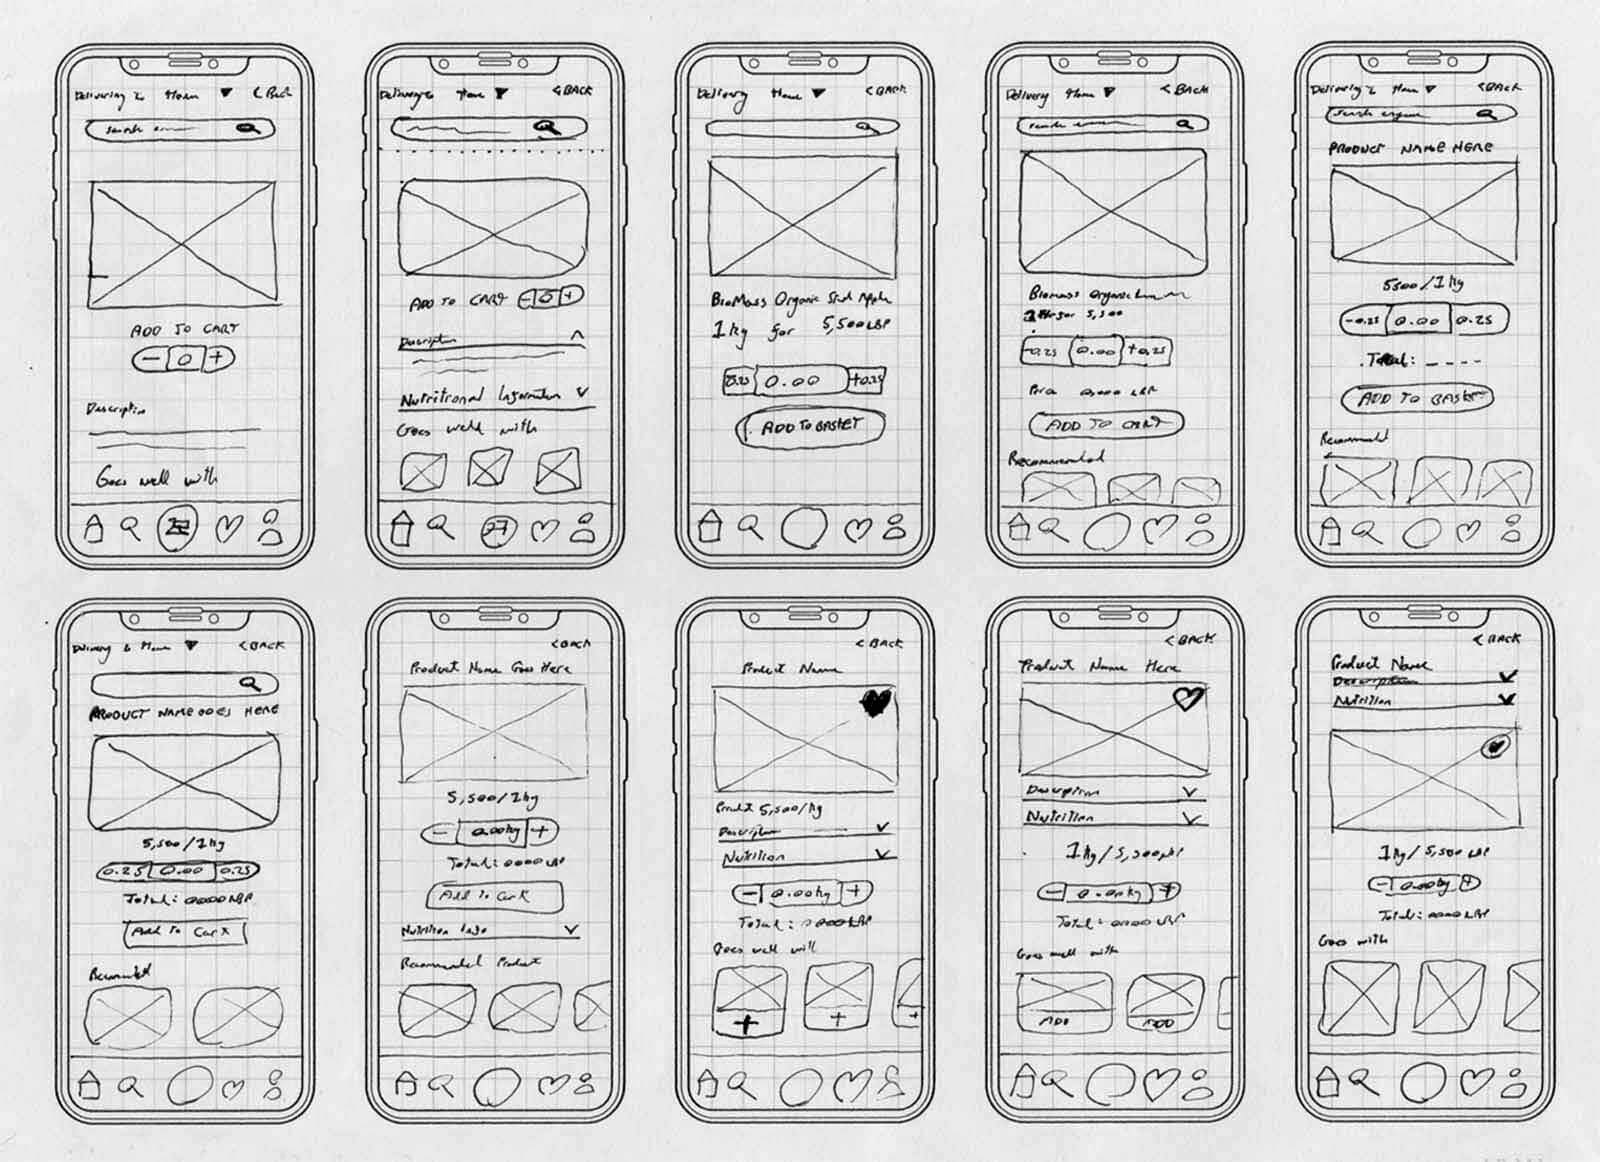 Delivering to Home < Back
Search
ADD TO CART
- 0 +
Description
Goes well with
Delivering to Home < BACK
ADD TO CART - 0 +
Description
Nutritional Information
Goes well with
Delivery Home < BACK
BioMass Organic Apple
1 kg for 5,500 LBP
0.25 0.00 +0.25
ADD TO BASKET
Delivery Home < BACK
Search
Biomass Organic
for 5,500
-0.25 0.00 +0.25
LBP
ADD TO CART
Recommended
Delivering to Home < BACK
Search
PRODUCT NAME HERE
5500/1 kg
-0.25 0.00 0.25
Total: ----
ADD TO BASKET
Recommended
Delivery to Home < BACK
PRODUCT NAME GOES HERE
5,500/1kg
0.25 0.00 0.25
Total: 0000 LBP
Add To Cart
Recommended
< BACK
Product Name Goes Here
5,500/1kg
- 0.00kg +
Total: 0000 LBP
Add To Cart
Nutrition Info
Recommended Product
< BACK
Product Name
Product 5,500/kg
Description
Nutrition
- 0.00kg +
Total: 0000 LBP
Goes well with
+ + +
< BACK
Product Name Here
Description
Nutrition
1kg/5,500 LBP
- 0.00kg +
Total: 0000 LBP
Goes well with
ADD ADD
< BACK
Product Name
Description
Nutrition
1kg/5,500 LBP
- 0.00kg +
Total: 0000 LBP
Goes with